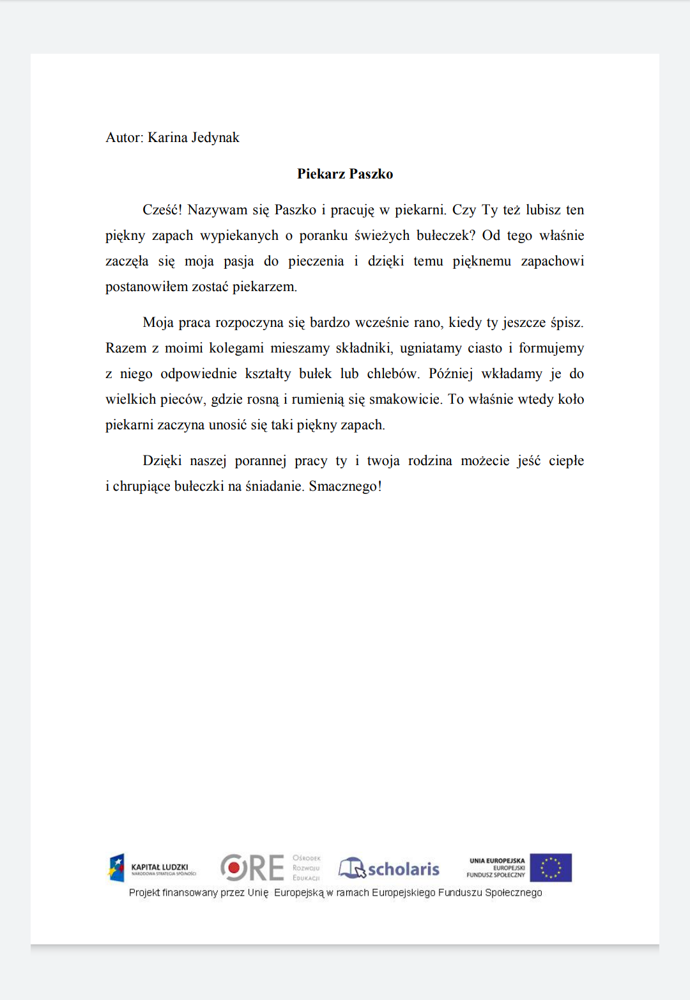 Autor: Karina Jedynak
Piekarz Paszko
Cześć! Nazywam się Paszko i pracuję w piekarni. Czy Ty też lubisz ten
piękny zapach wypiekanych o poranku świeżych bułeczek? Od tego właśnie
zaczęła się moja pasja do pieczenia i dzięki temu pięknemu zapachowi
postanowiłem zostać piekarzem.
Moja praca rozpoczyna się bardzo wcześnie rano, kiedy ty jeszcze śpisz.
Razem z moimi kolegami mieszamy składniki, ugniatamy ciasto i formujemy
z niego odpowiednie kształty bułek lub chlebów. Później wkładamy je do
wielkich pieców, gdzie rosną i rumienią się smakowicie. To właśnie wtedy koło
piekarni zaczyna unosić się taki piękny zapach.
Dzięki naszej porannej pracy ty i twoja rodzina możecie jeść ciepłe
i chrupiące bułeczki na śniadanie. Smacznego!
KAPITAŁ LUDZKI
NARODOWA STRATEGIA SPÓJNOŚCI
ORE
OŚRODEK
ROZWOJU
EDUKACJI
scholaris
UNIA EUROPEJSKA
EUROPEJSKI
FUNDUSZ SPOŁECZNY
Projekt finansowany przez Unię Europejską w ramach Europejskiego Funduszu Społecznego